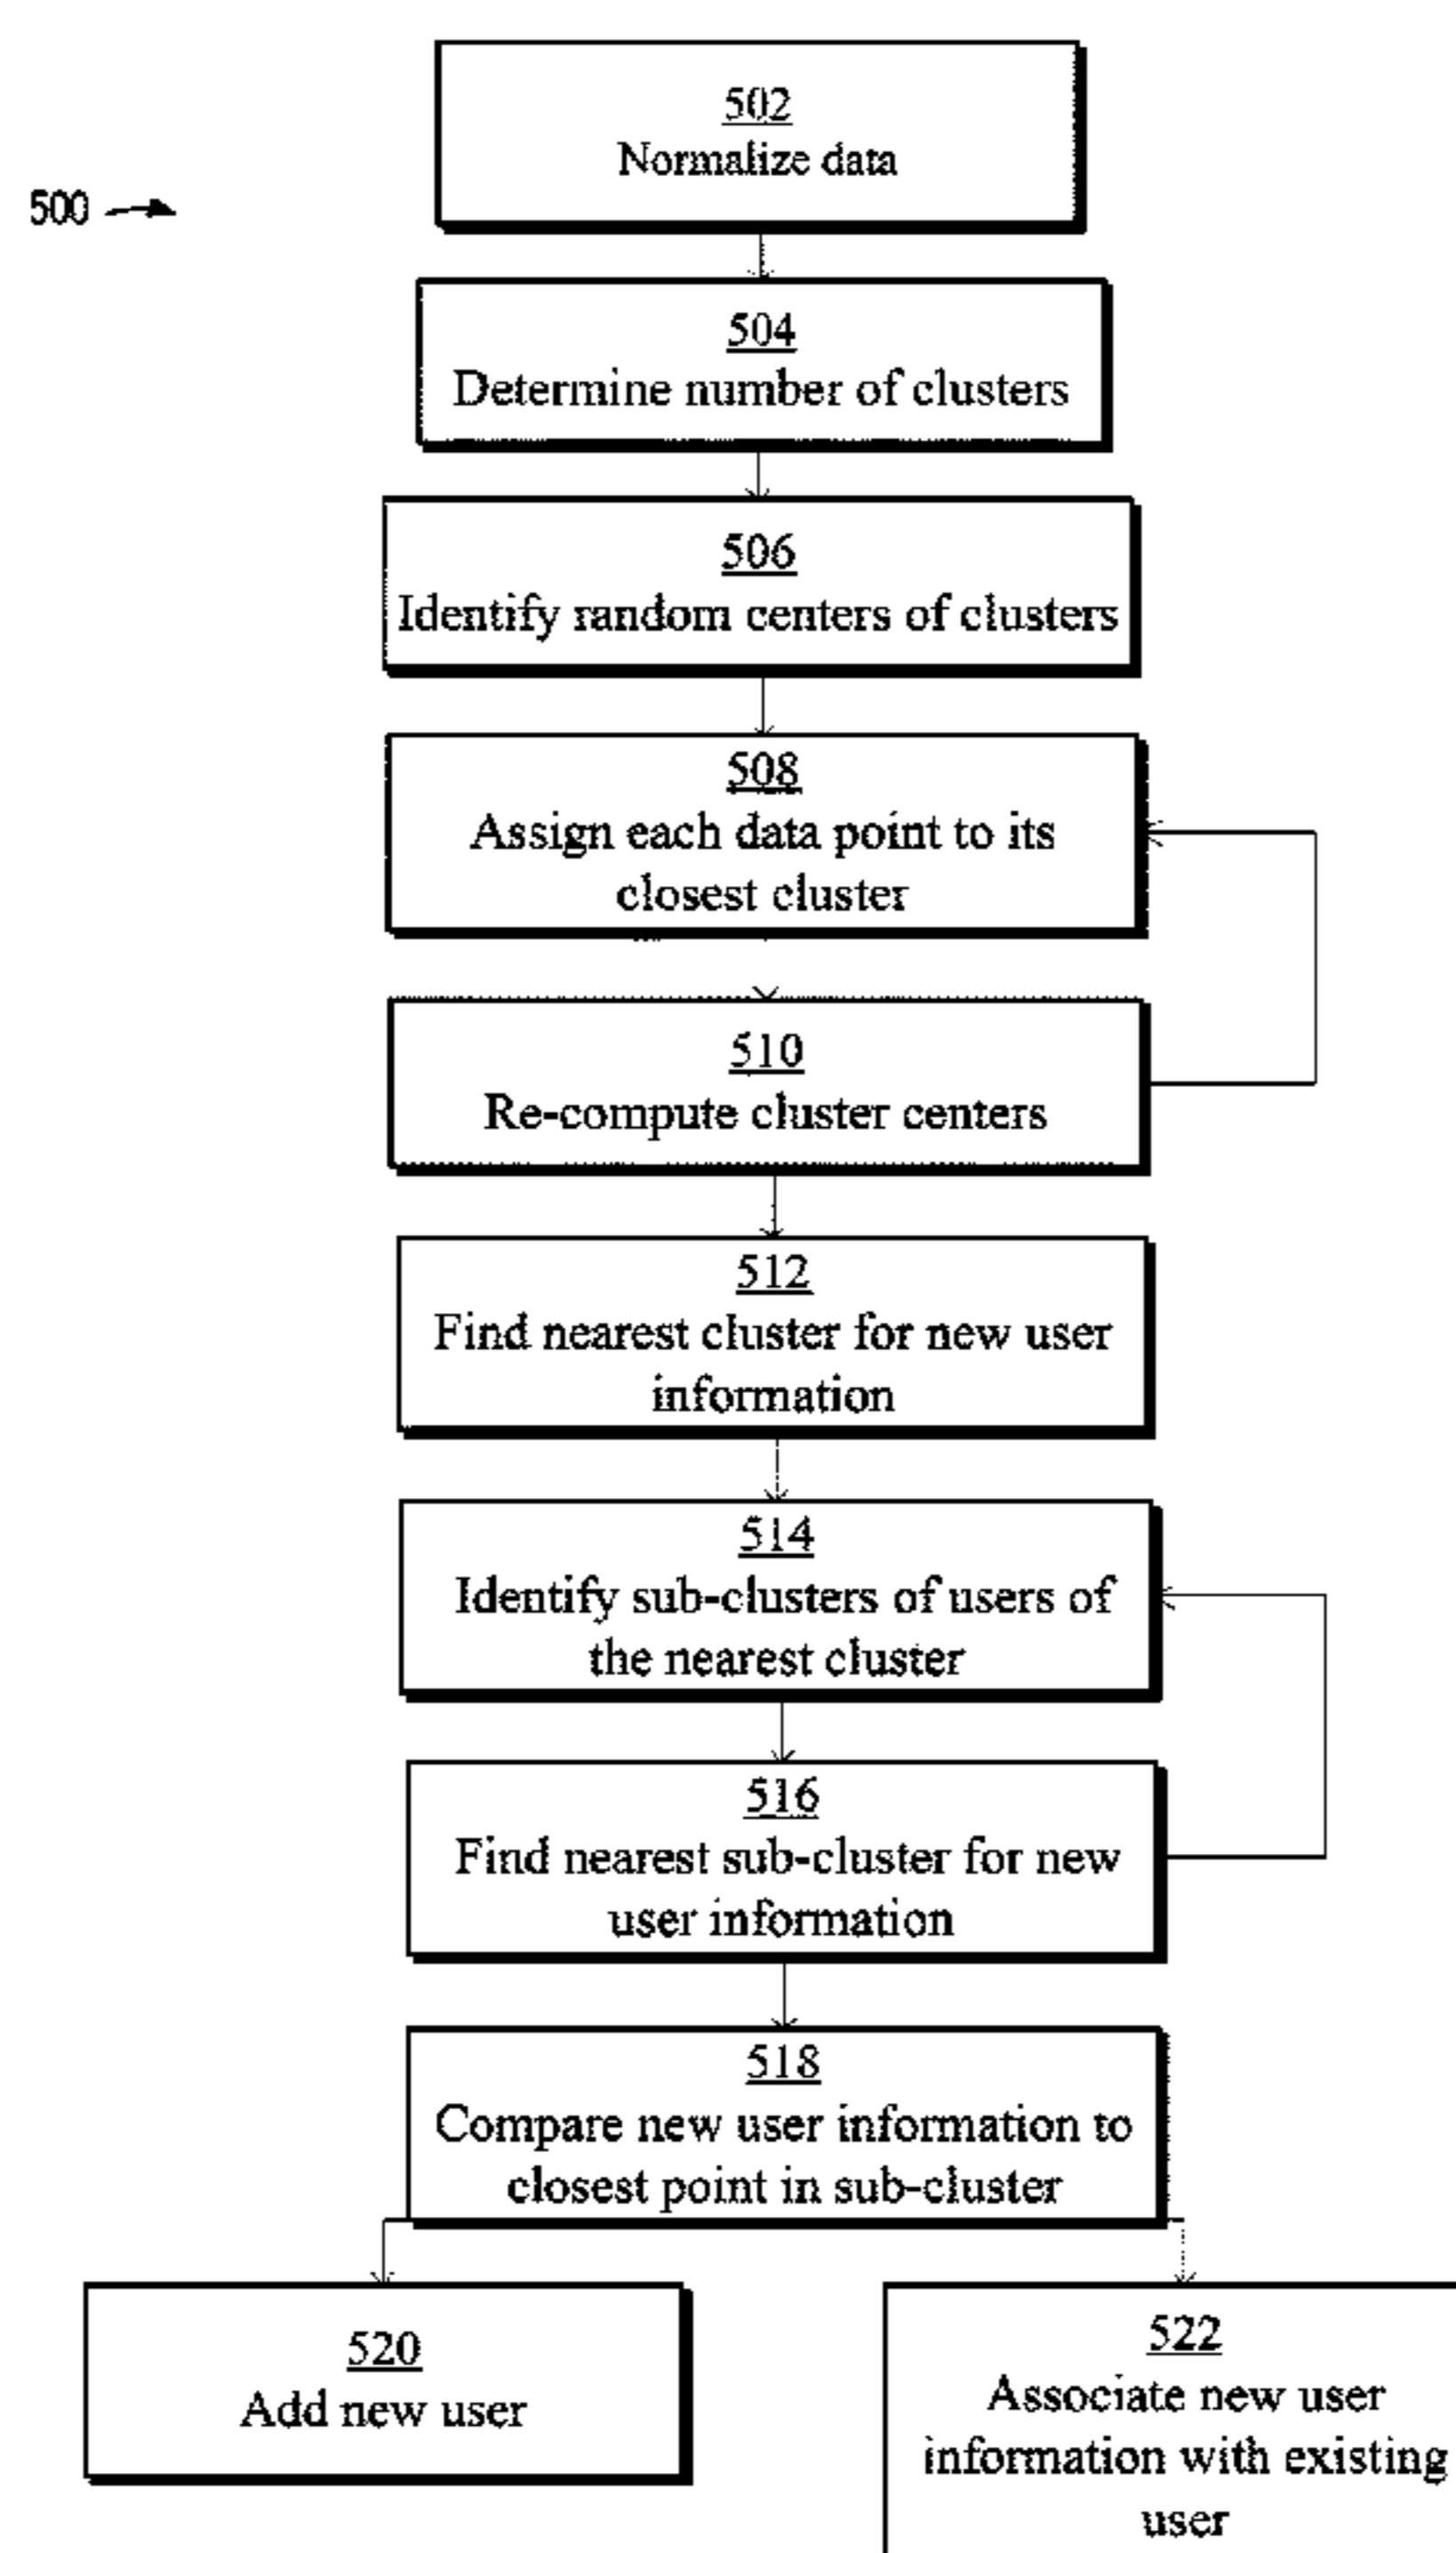 502
Normalize data
500
504
Determine number of clusters
506
Identify random centers of clusters
508
Assign each data point to its
closest cluster
510
Re-compute cluster centers
512
Find nearest cluster for new user
information
514
Identify sub-clusters of users of
the nearest cluster
516
Find nearest sub-cluster for new
user information
518
Compare new user information to
closest point in sub-cluster
520
Add new user
522
Associate new user
information with existing
user